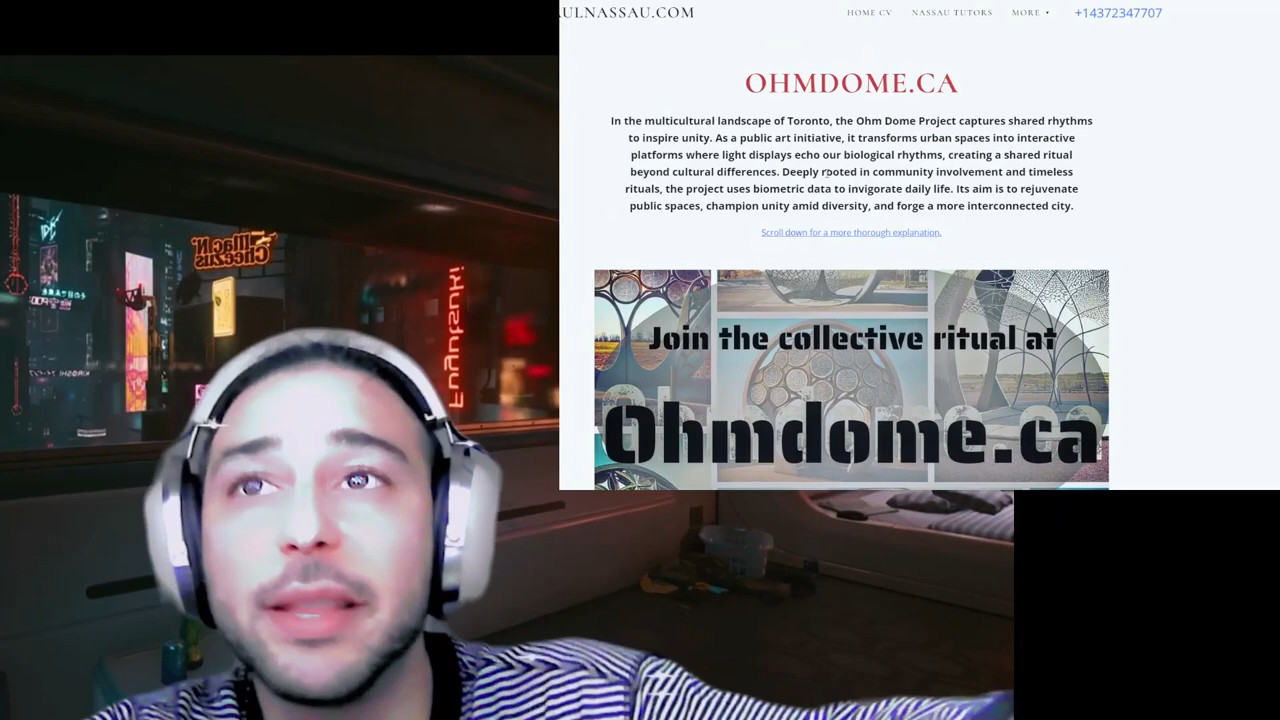 ULNASSAU.COM
HOME CV NASSAU TUTORS MORE +14372347707
OHMDOME.CA
In the multicultural landscape of Toronto, the Ohm Dome Project captures shared rhythms
to inspire unity. As a public art initiative, it transforms urban spaces into interactive
platforms where light displays echo our biological rhythms, creating a shared ritual
beyond cultural differences. Deeply rooted in community involvement and timeless
rituals, the project uses biometric data to invigorate daily life. Its aim is to rejuvenate
public spaces, champion unity amid diversity, and forge a more interconnected city.
Scroll down for a more thorough explanation.
Join the collective ritual at
Ohmdome.ca
Mac N'
Cheezus